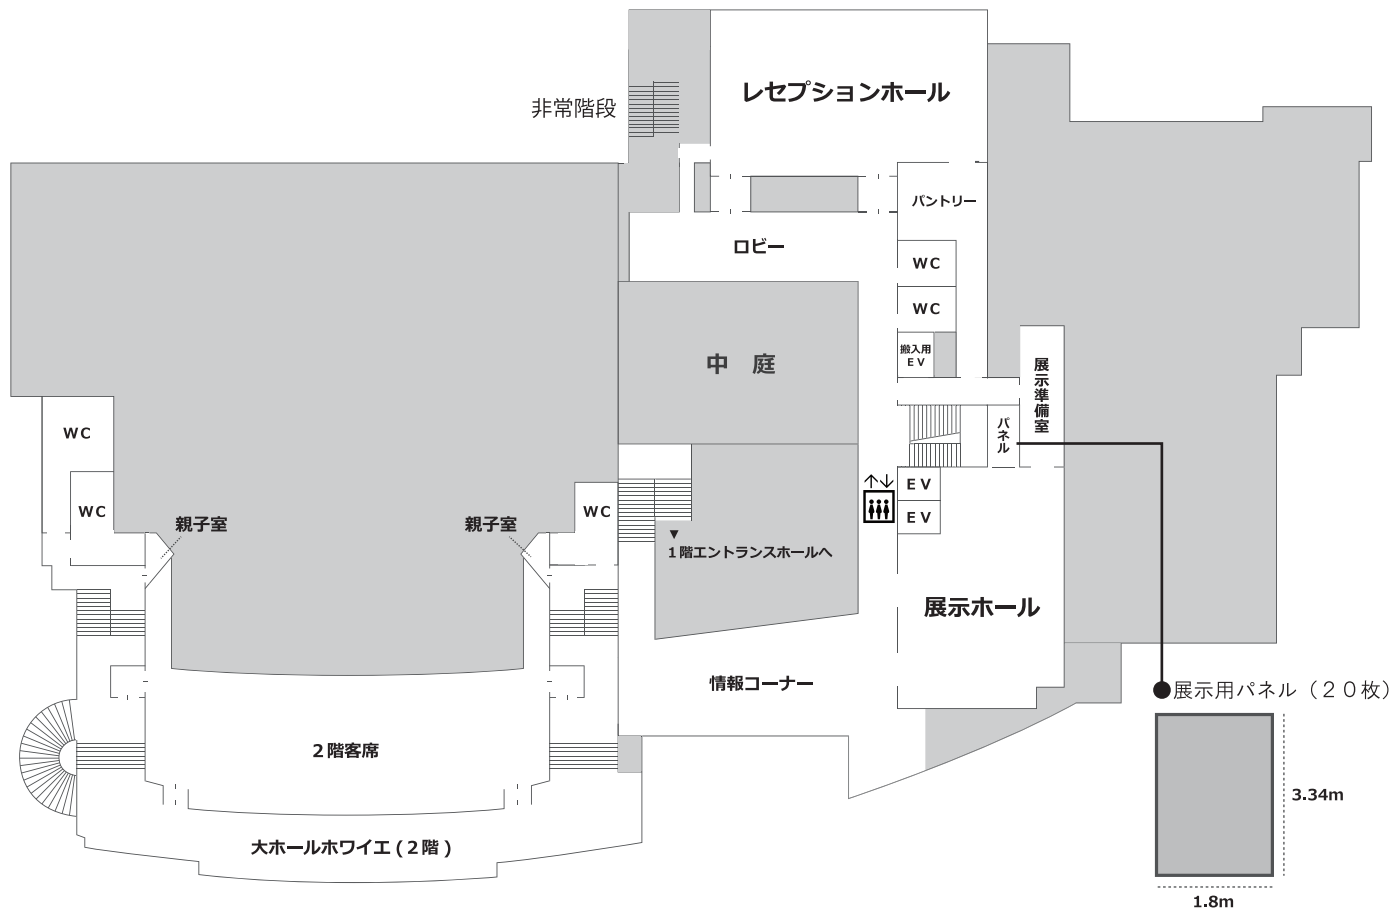 レセプションホール
非常階段
パントリー
ロビー
WC
WC
搬入用
EV
中　庭
展示準備室
パネル
WC
WC
WC
EV
EV
親子室
親子室
▼
1階エントランスホールへ
展示ホール
情報コーナー
展示用パネル（２０枚）
2階客席
3.34m
大ホールホワイエ(2階)
1.8m